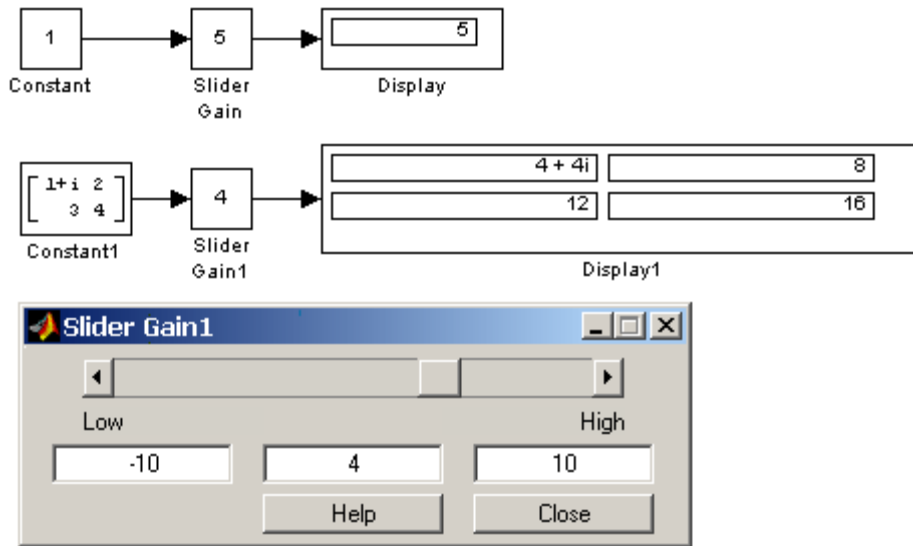 1
5
5
Constant
Slider
Gain
Display
1+i 2
3 4
4
4 + 4i
8
12
16
Constant1
Slider
Gain1
Display1
Slider Gain1
Low
High
-10
4
10
Help
Close